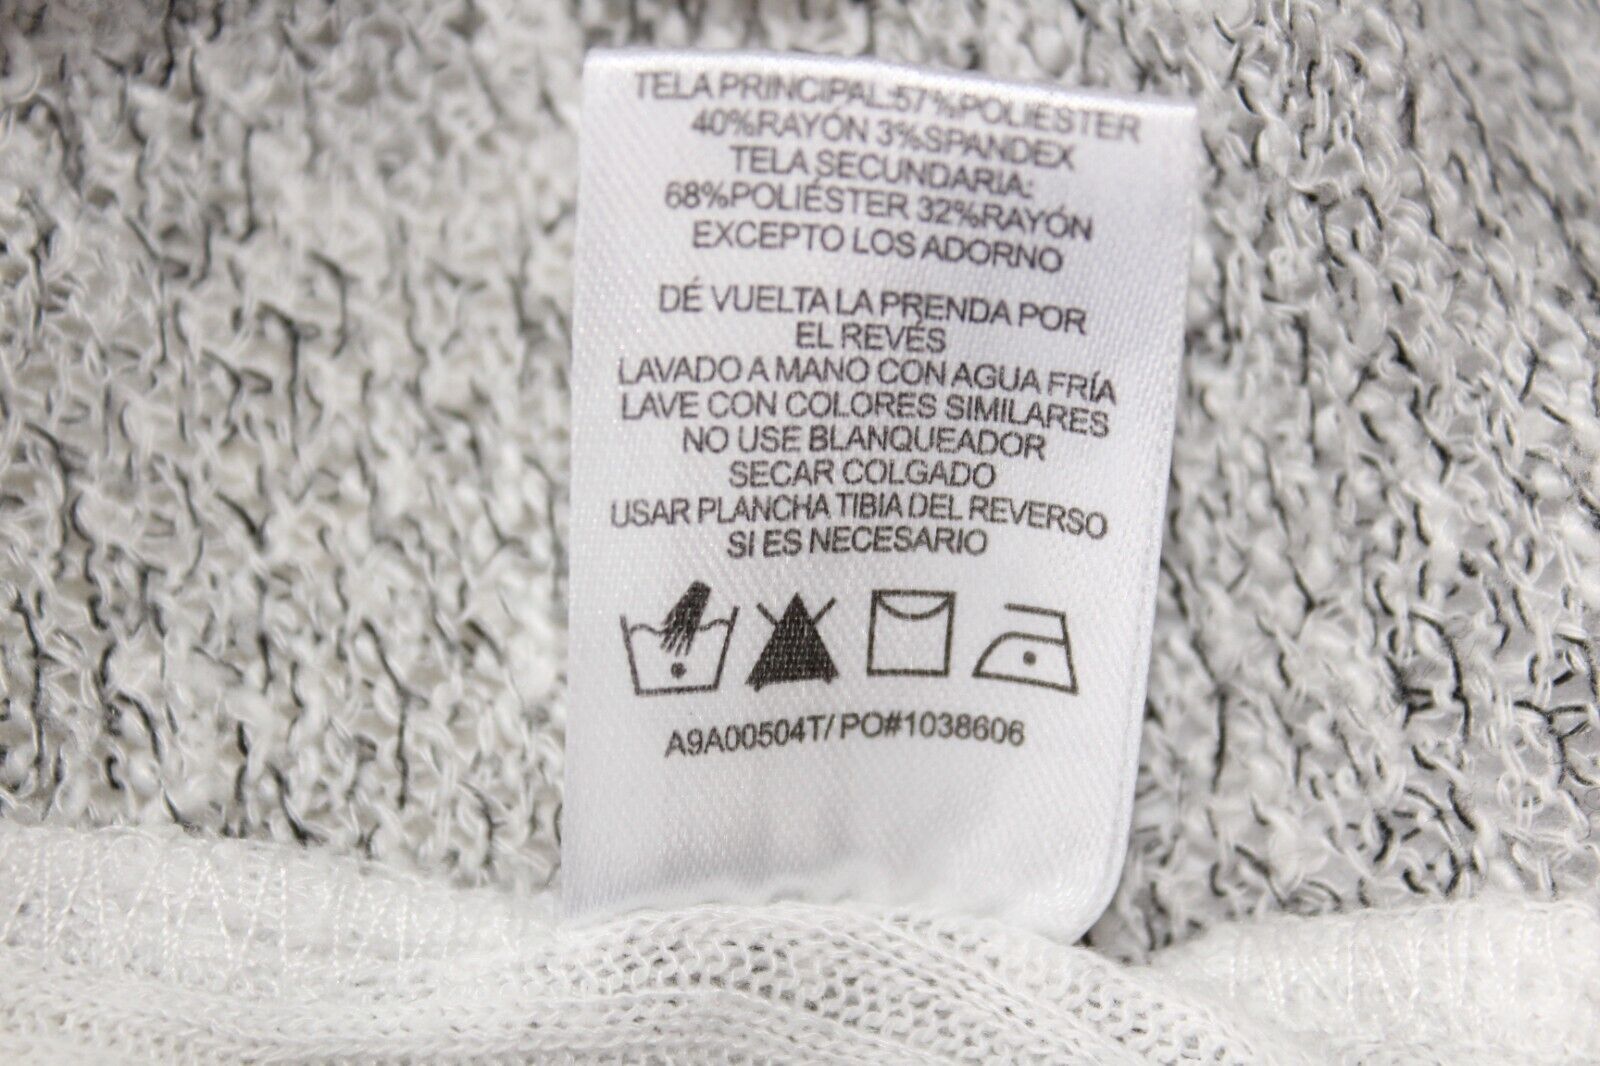 TELA PRINCIPAL:57%POLIÉSTER
40%RAYÓN 3%SPANDEX
TELA SECUNDARIA:
68%POLIÉSTER 32%RAYÓN
EXCEPTO LOS ADORNO
DÉ VUELTA LA PRENDA POR
EL REVÉS
LAVADO A MANO CON AGUA FRÍA
LAVE CON COLORES SIMILARES
NO USE BLANQUEADOR
SECAR COLGADO
USAR PLANCHA TIBIA DEL REVERSO
SI ES NECESARIO
A9A00504T/ PO#1038606